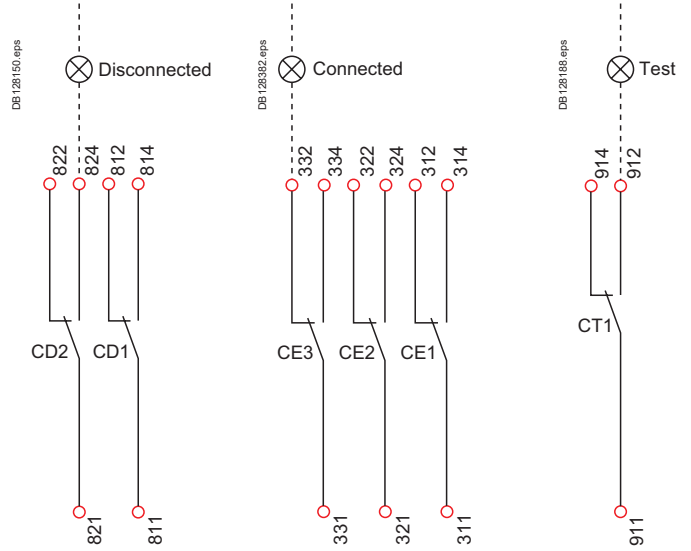 DB128150.eps
Disconnected
822
824
812
814
CD2
CD1
821
811
DB128382.eps
Connected
332
334
322
324
312
314
CE3
CE2
CE1
331
321
311
DB128188.eps
Test
914
912
CT1
911